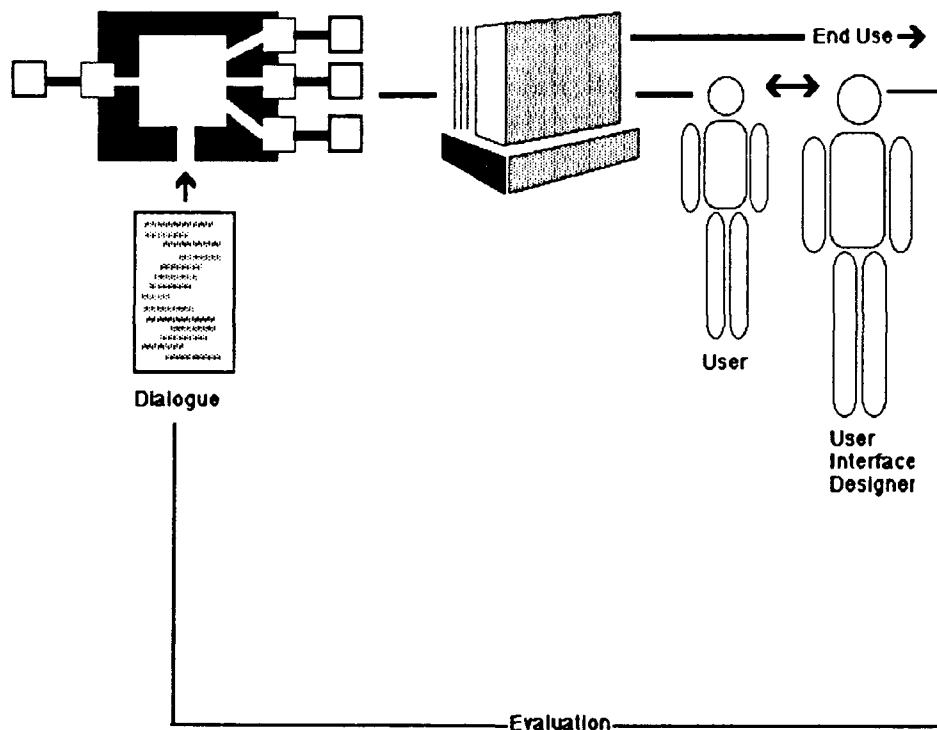 End Use
User
Dialogue
User
Interface
Designer
Evaluation